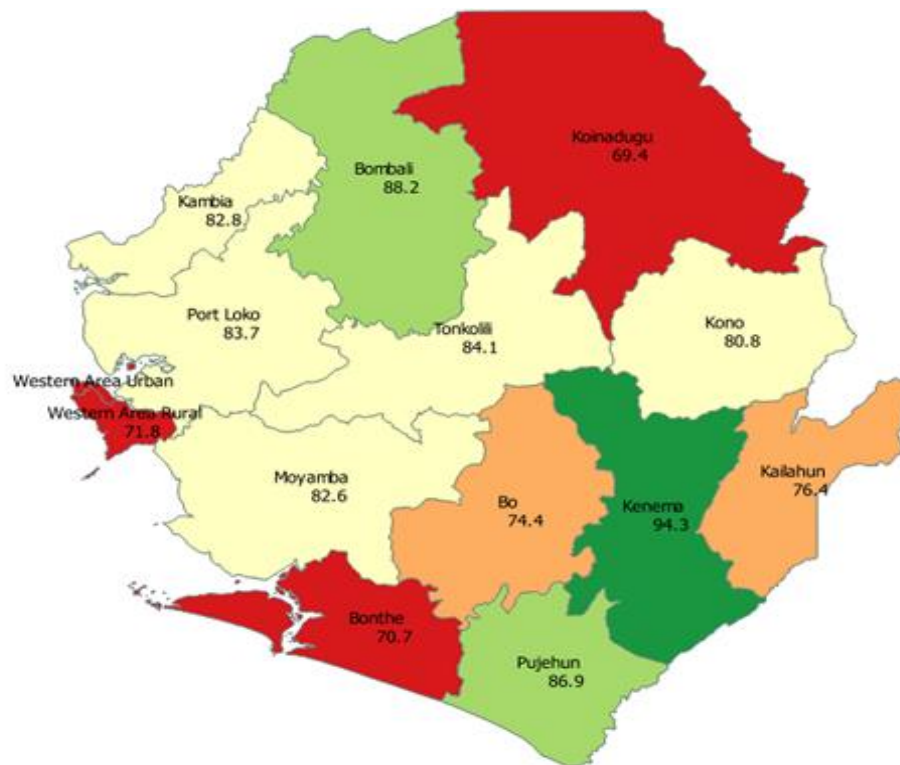 Koinadugu
69.4
Bombali
88.2
Kambia
82.8
Port Loko
83.7
Tonkolili
84.1
Kono
80.8
Western Area Urban
Western Area Rural
71.8
Moyamba
82.6
Bo
74.4
Kenema
94.3
Kailahun
76.4
Bonthe
70.7
Pujehun
86.9